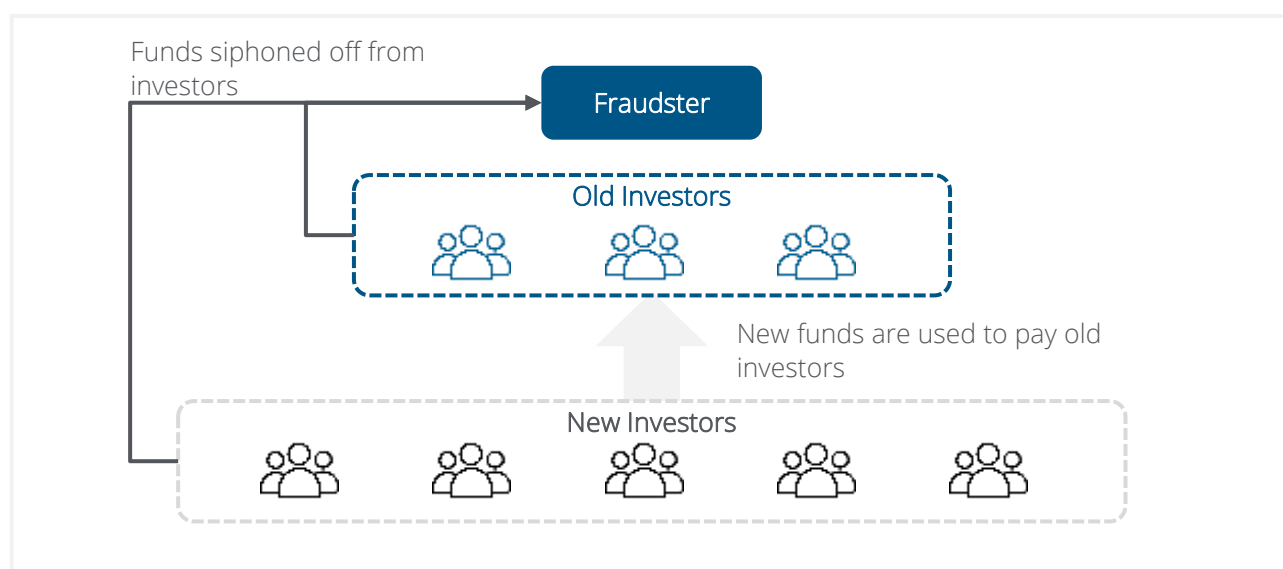 Funds siphoned off from
investors
Fraudster
Old Investors
New funds are used to pay old
investors
New Investors